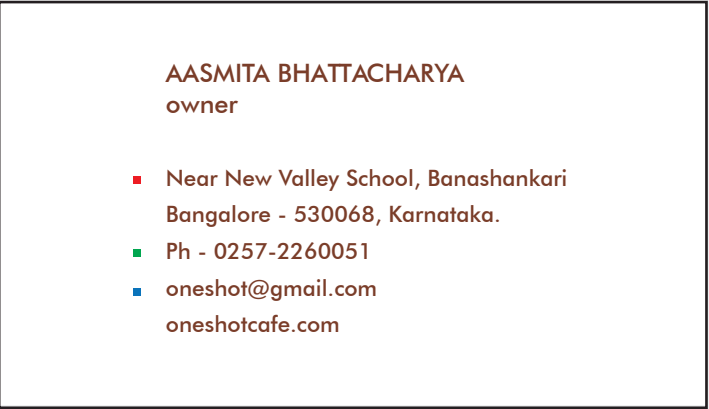 AASMITA BHATTACHARYA
owner
Near New Valley School, Banashankari
Bangalore - 530068, Karnataka.
Ph - 0257-2260051
oneshot@gmail.com
oneshotcafe.com